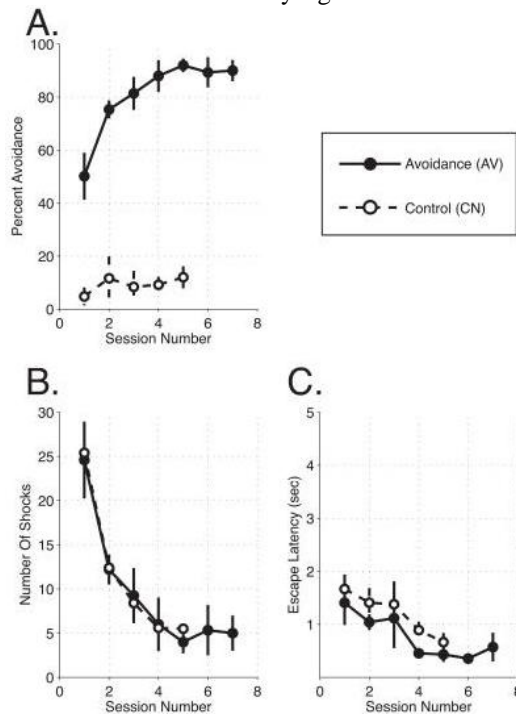 A.
100
80
60
40
20
0
Percent Avoidance
0 2 4 6 8
Session Number
Avoidance (AV)
Control (CN)
B.
30
25
20
15
10
5
0
Number Of Shocks
0 2 4 6 8
Session Number
C.
5
4
3
2
1
Escape Latency (sec)
0 2 4 6 8
Session Number